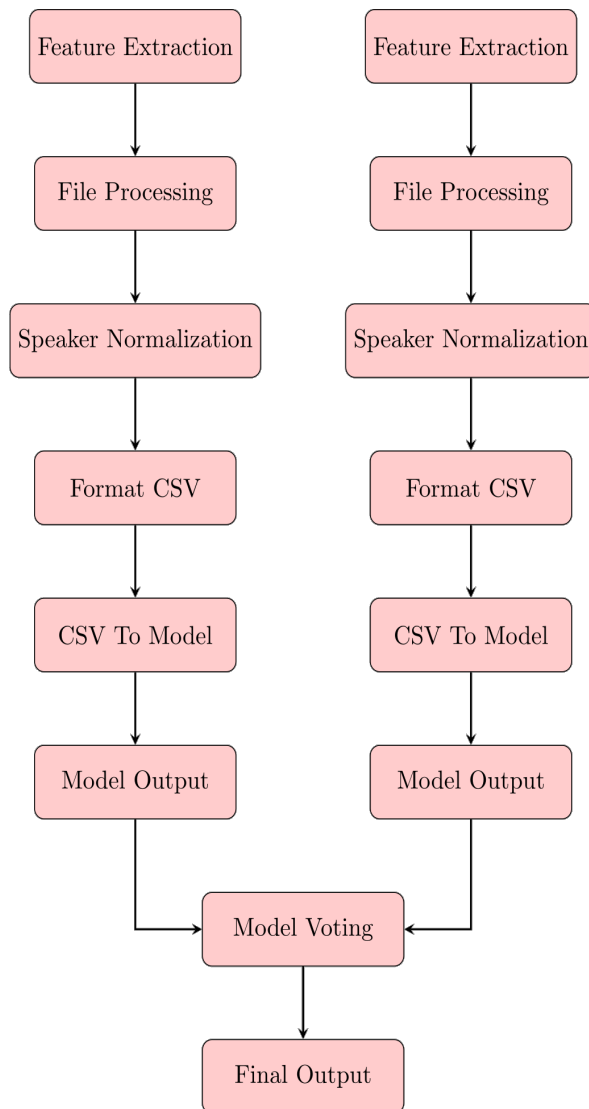 Feature Extraction
Feature Extraction
File Processing
File Processing
Speaker Normalization
Speaker Normalization
Format CSV
Format CSV
CSV To Model
CSV To Model
Model Output
Model Output
Model Voting
Final Output